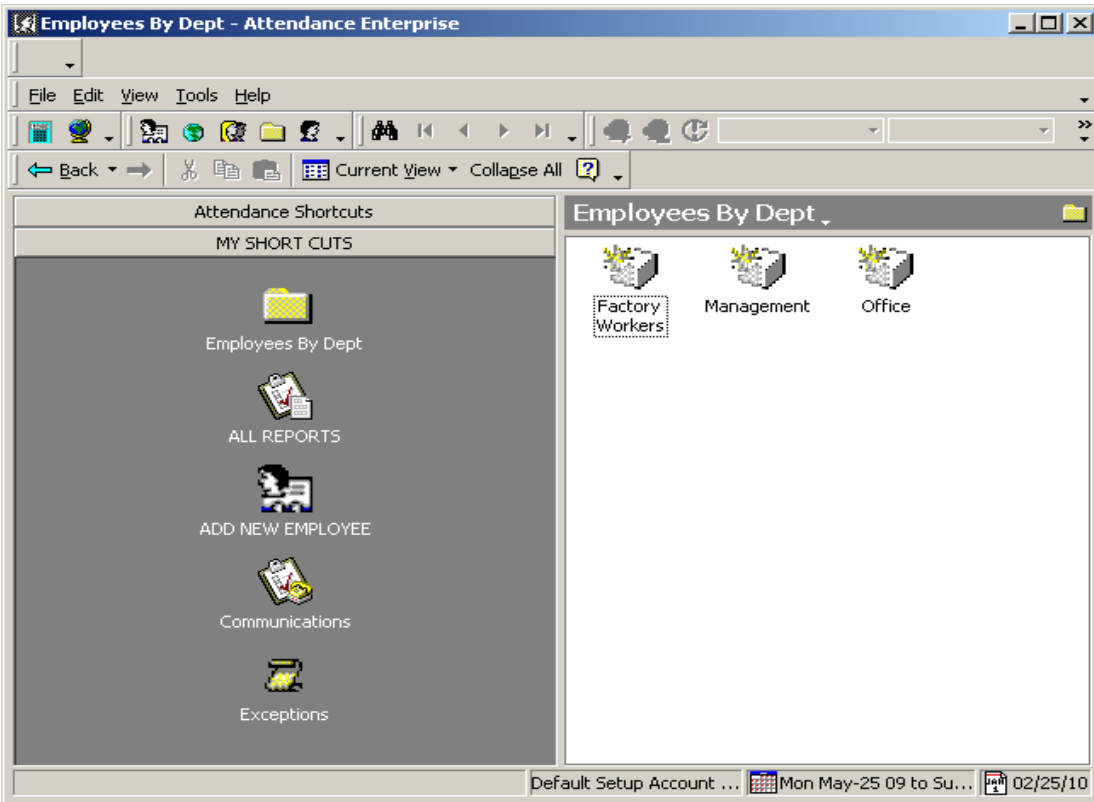 Employees By Dept - Attendance Enterprise
File Edit View Tools Help
Back Current View Collapse All
Attendance Shortcuts
MY SHORT CUTS
Employees By Dept
ALL REPORTS
ADD NEW EMPLOYEE
Communications
Exceptions
Employees By Dept
Factory
Workers
Management
Office
Default Setup Account ... Mon May-25 09 to Su... 02/25/10